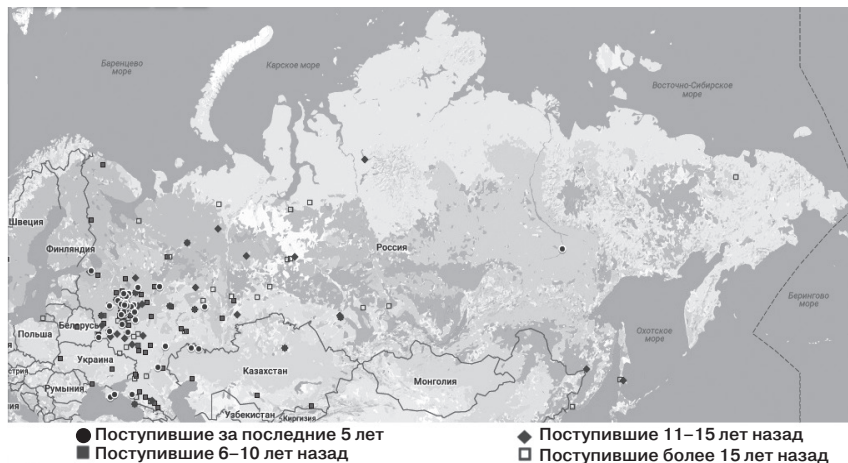 Баренцево
море
Карское море
Восточно-Сибирское
море
Швеция
Финляндия
Россия
Берингово
море
Охотское
море
Польша
Беларусь
Украина
Казахстан
Монголия
Румыния
Узбекистан
Киргизия
Поступившие за последние 5 лет
Поступившие 6–10 лет назад
Поступившие 11–15 лет назад
Поступившие более 15 лет назад